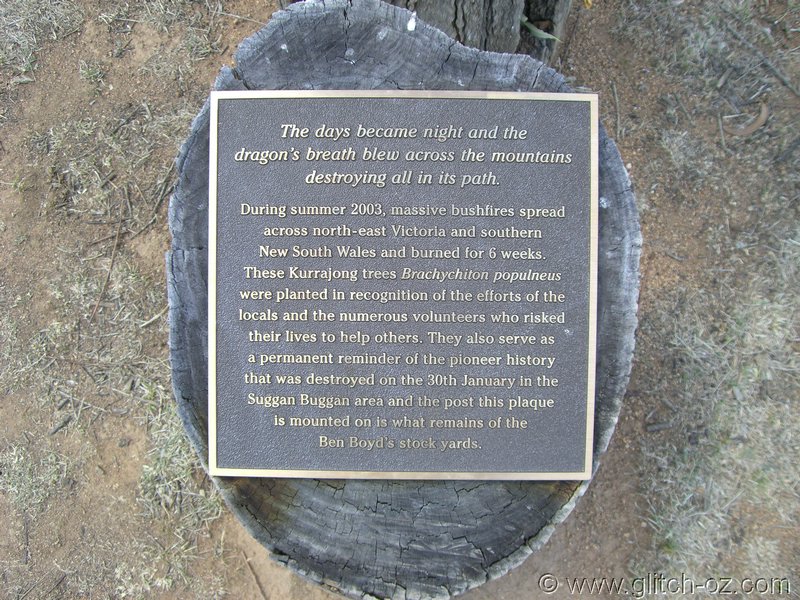 The days became night and the
dragon's breath blew across the mountains
destroying all in its path.
During summer 2003, massive bushfires spread
across north-east Victoria and southern
New South Wales and burned for 6 weeks.
These Kurrajong trees Brachychiton populneus
were planted in recognition of the efforts of the
locals and the numerous volunteers who risked
their lives to help others. They also serve as
a permanent reminder of the pioneer history
that was destroyed on the 30th January in the
Suggan Buggan area and the post this plaque
is mounted on is what remains of the
Ben Boyd's stock yards.
© www.glitch-oz.com